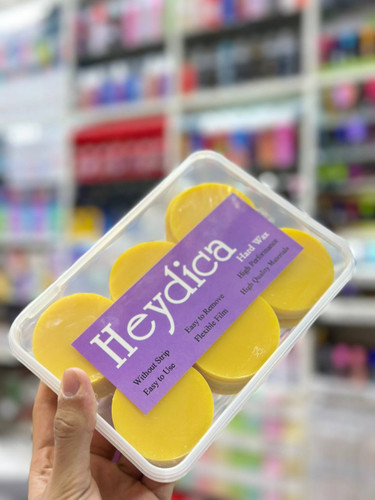 Heydica
Without Strip
Easy to Use
Easy to Remove
Flexible Film
Hard Wax
High Performance
High Quality Materials